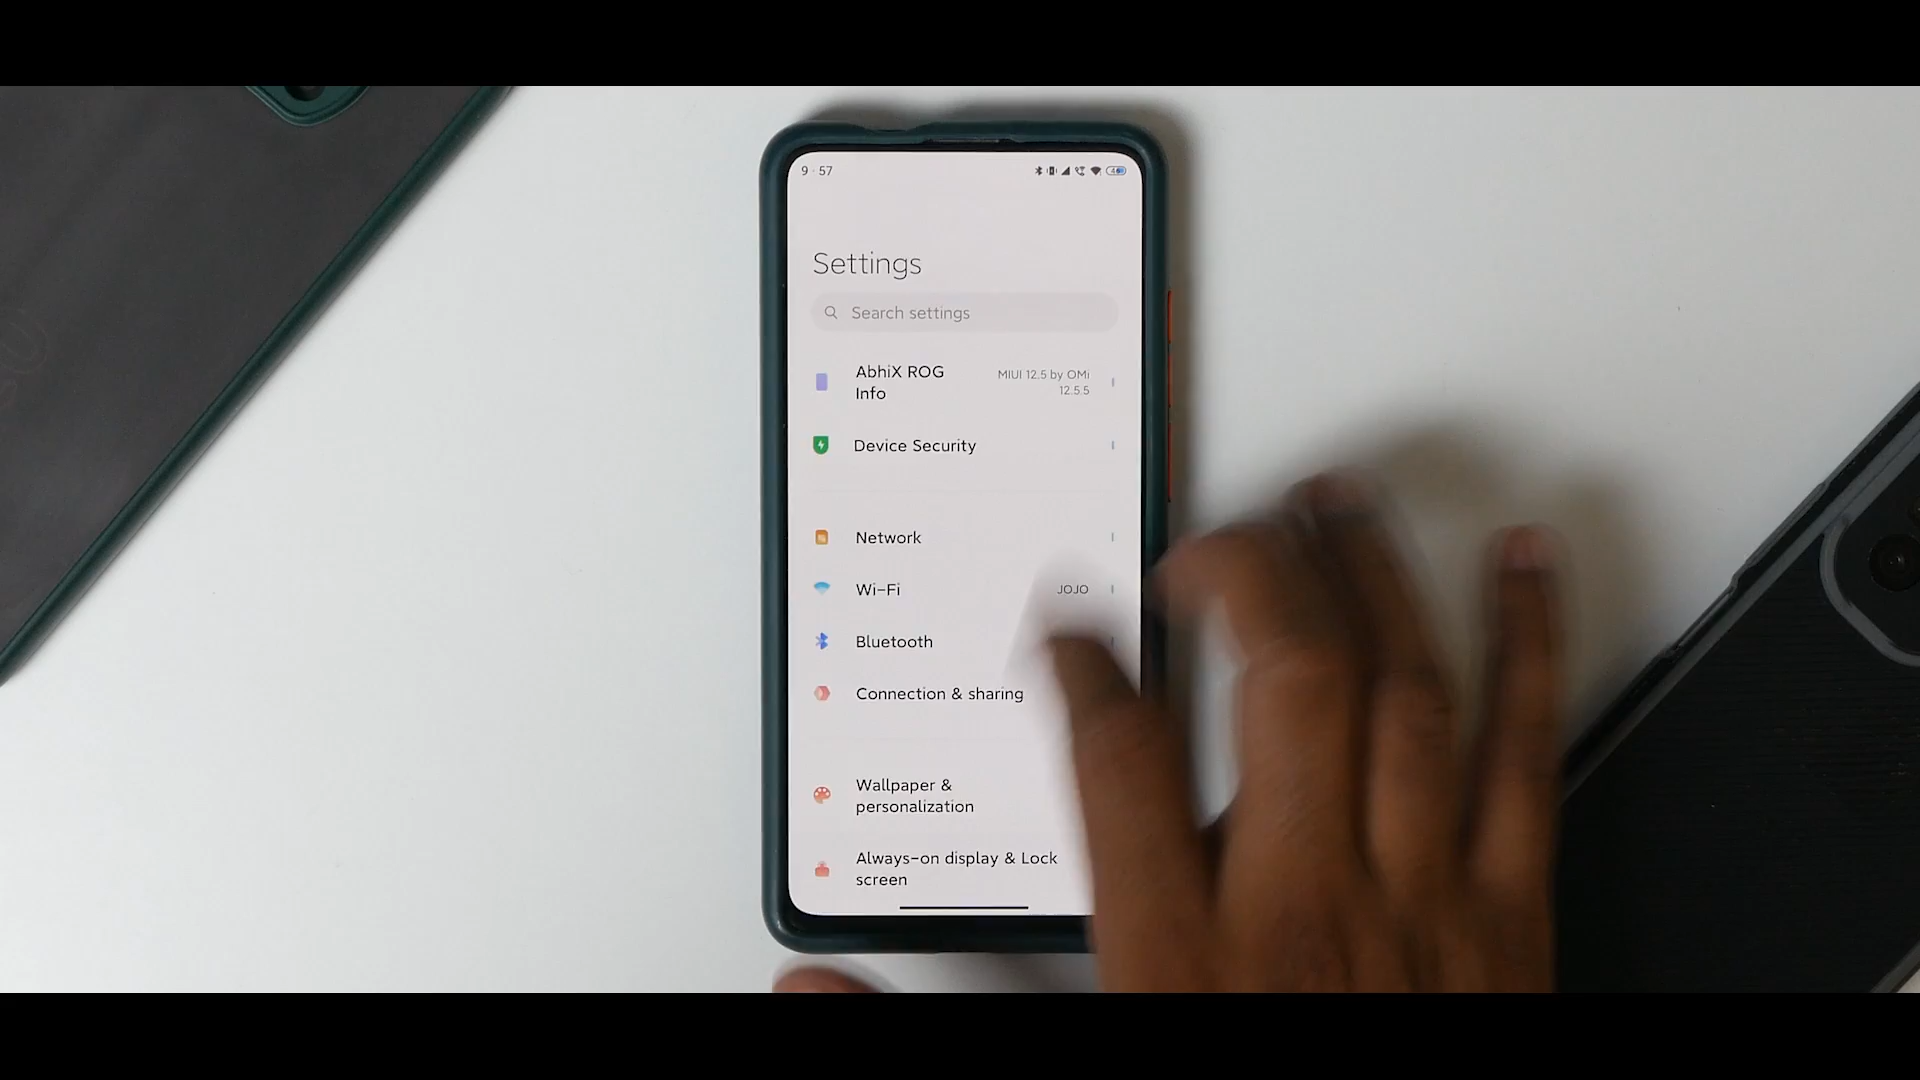 9 57
Settings
Search settings
AbhiX ROG
Info
MIUI 12.5 by OMi
12.5.5
Device Security
Network
Wi-Fi
JOJO
Bluetooth
Connection & sharing
Wallpaper &
personalization
Always-on display & Lock
screen